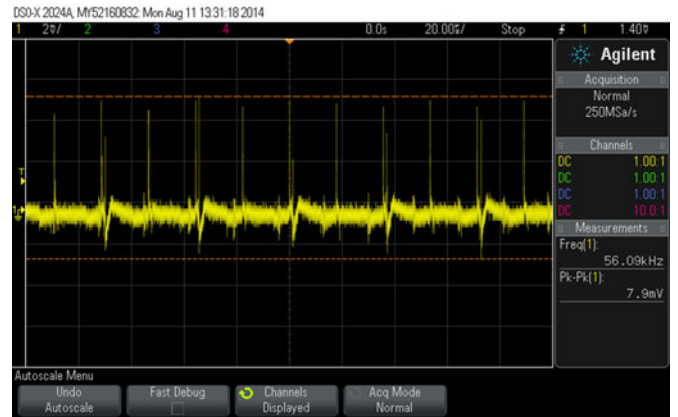 DSO-X 2024A, MY52160832: Mon Aug 11 13:31:18 2014
1 2▽/ 2 3 4 0.0s 20.00▽/ Stop 1 1.40▽
Agilent
Acquisition
Normal
250MSa/s
Channels
DC 1.00:1
DC 1.00:1
DC 1.00:1
DC 10.0:1
Measurements
Freq(1):
56.09kHz
Pk-Pk(1):
7.9mV
T
1
Autoscale Menu
Undo
Autoscale
Fast Debug
Channels
Displayed
Acq Mode
Normal